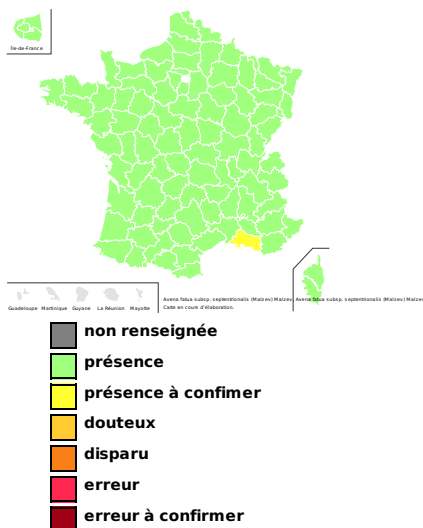 Île-de-France
Guadeloupe Martinique Guyane La Réunion Mayotte
Avena fatua subsp. septentrionalis (Malzev) Malzev, Avena fatua subsp. septentrionalis (Malzev) Malzev
Carte en cours d'élaboration.
non renseignée
présence
présence à confimer
douteux
disparu
erreur
erreur à confirmer